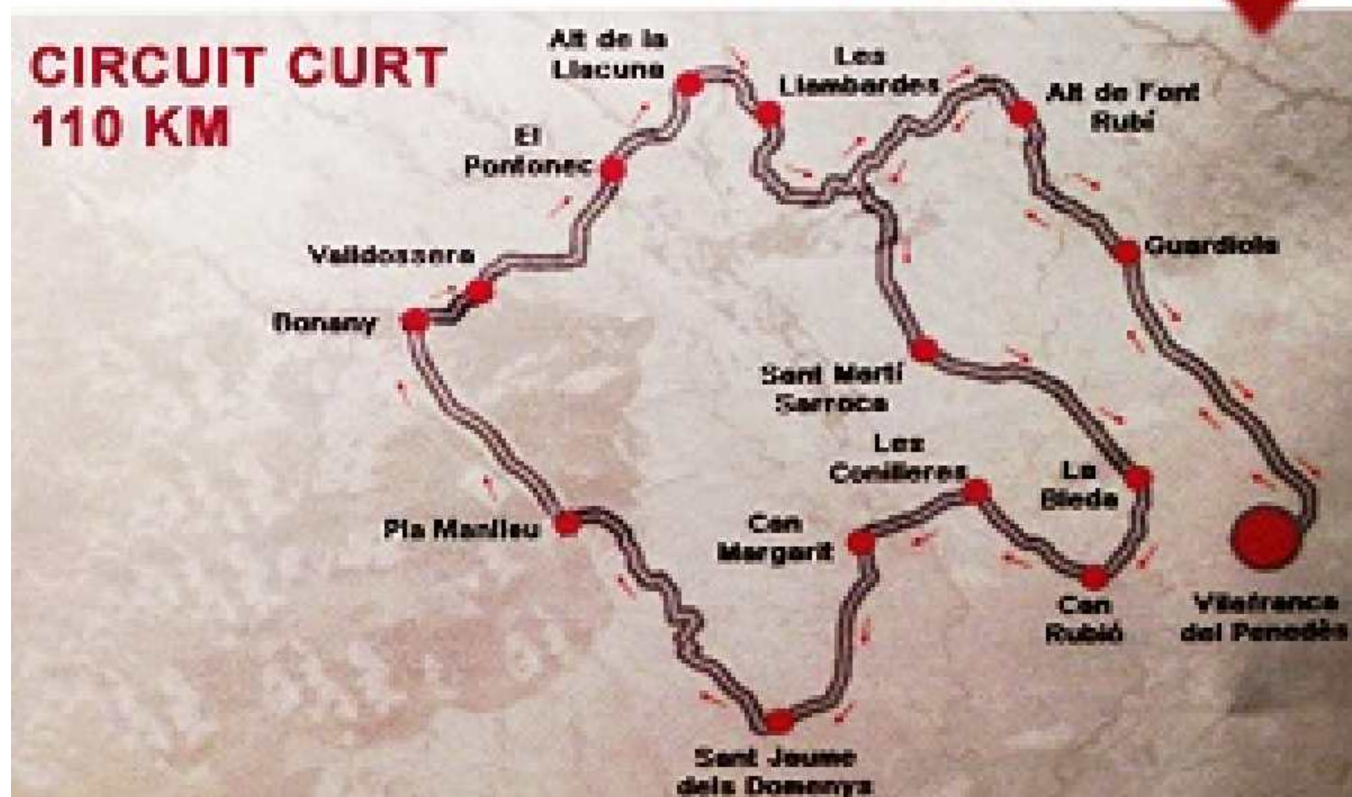 CIRCUIT CURT
110 KM
Alt de la
Llacuna
Les
Llambardes
Alt de Font
Rubí
El
Pontonec
Valldossera
Guardiola
Bonany
Sant Martí
Sarroca
Les
Conilleres
La
Bleda
Pla Manlleu
Can
Margarit
Can
Rubió
Vilafranca
del Penedès
Sant Jaume
dels Domenys